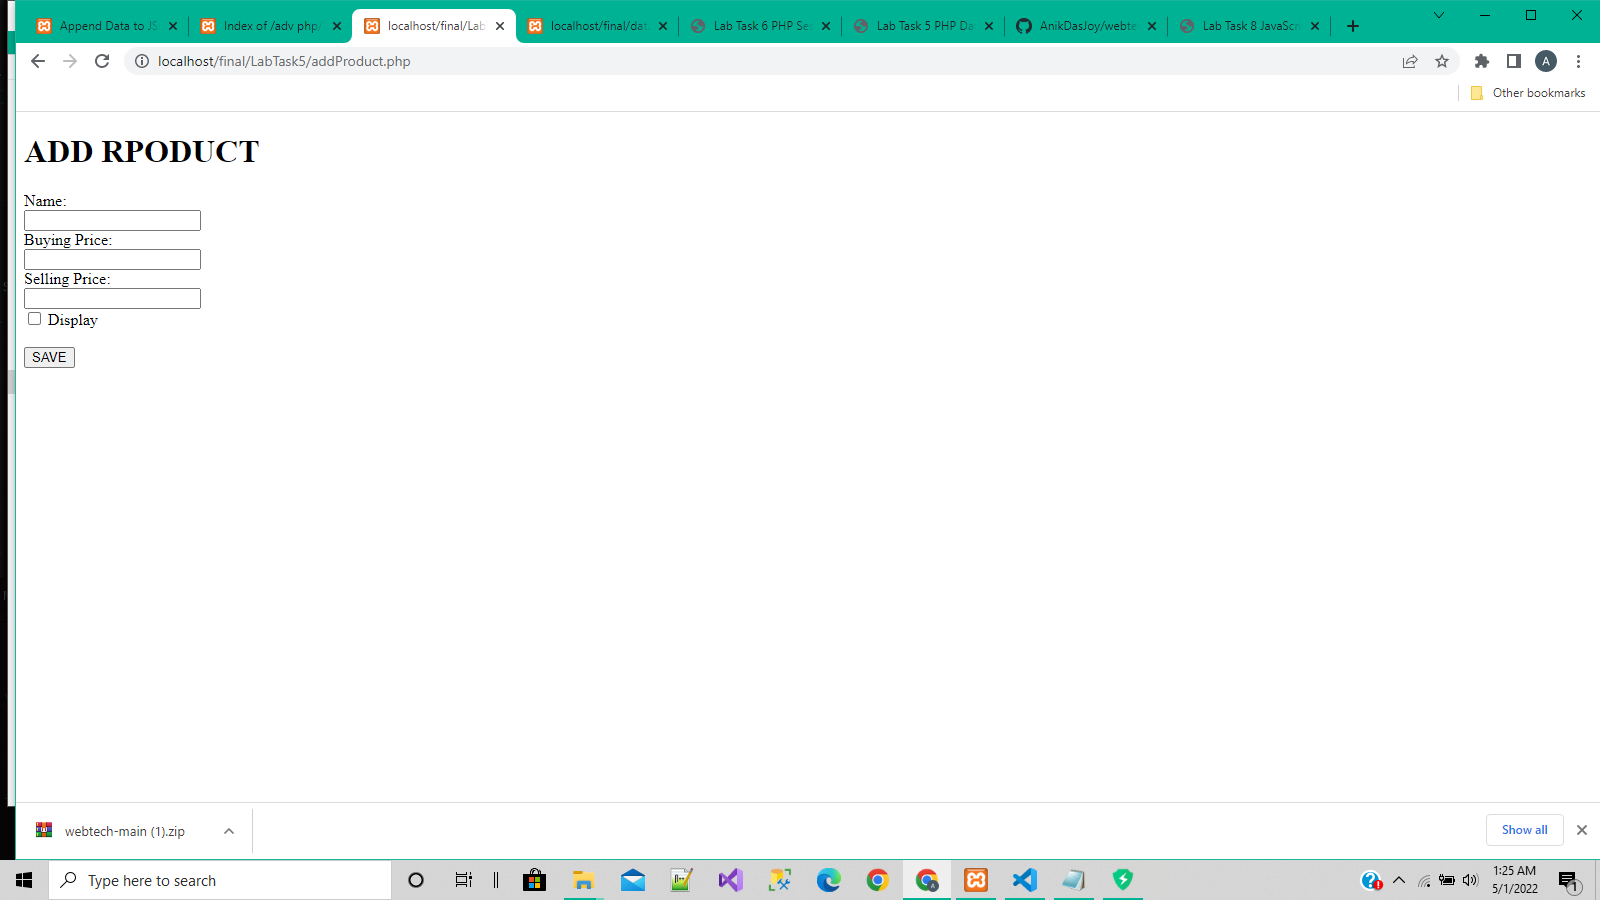 Append Data to JS
Index of /adv php/
localhost/final/Lab
localhost/final/dat
Lab Task 6 PHP Se
Lab Task 5 PHP Da
AnikDasJoy/webte
Lab Task 8 JavaScr
localhost/final/LabTask5/addProduct.php
A
Other bookmarks
ADD RPODUCT
Name:
Buying Price:
Selling Price:
Display
SAVE
webtech-main (1).zip
Show all
Type here to search
1:25 AM
5/1/2022
1